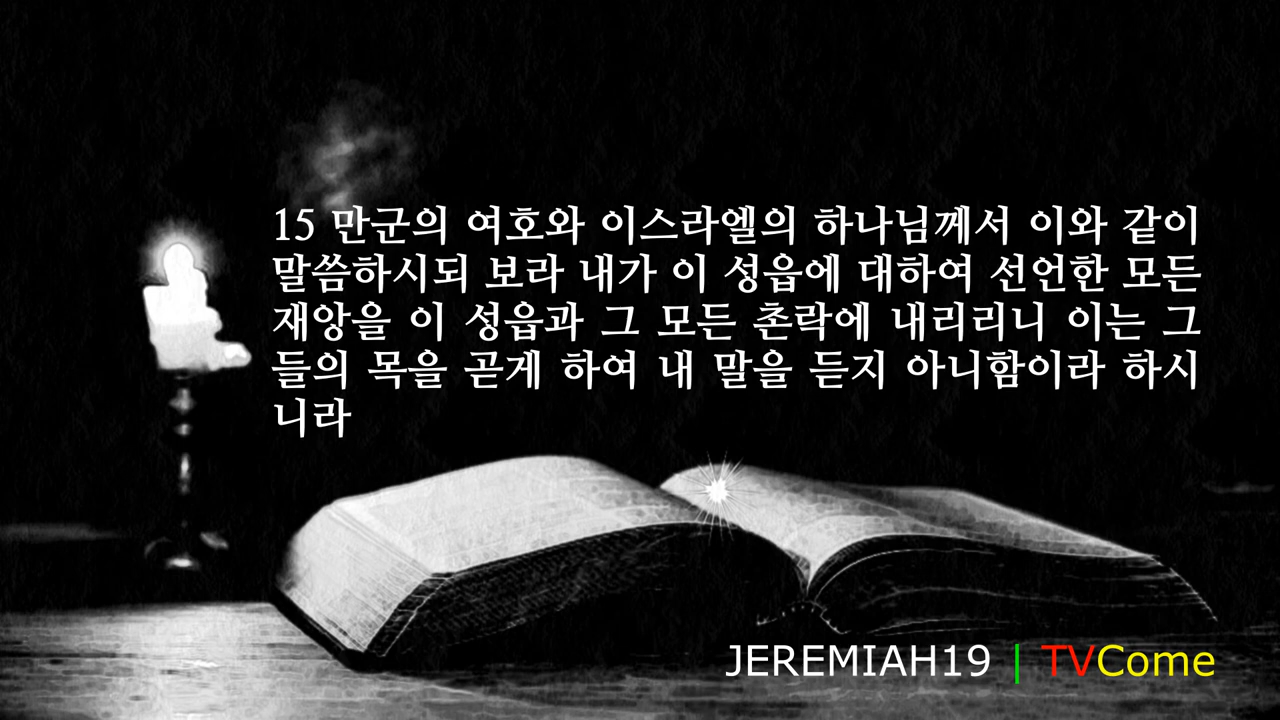 15 만군의 여호와 이스라엘의 하나님께서 이와 같이
말씀하시되 보라 내가 이 성읍에 대하여 선언한 모든
재앙을 이 성읍과 그 모든 촌락에 내리리니 이는 그
들의 목을 곧게 하여 내 말을 듣지 아니함이라 하시
니라
JEREMIAH19 | TVCome